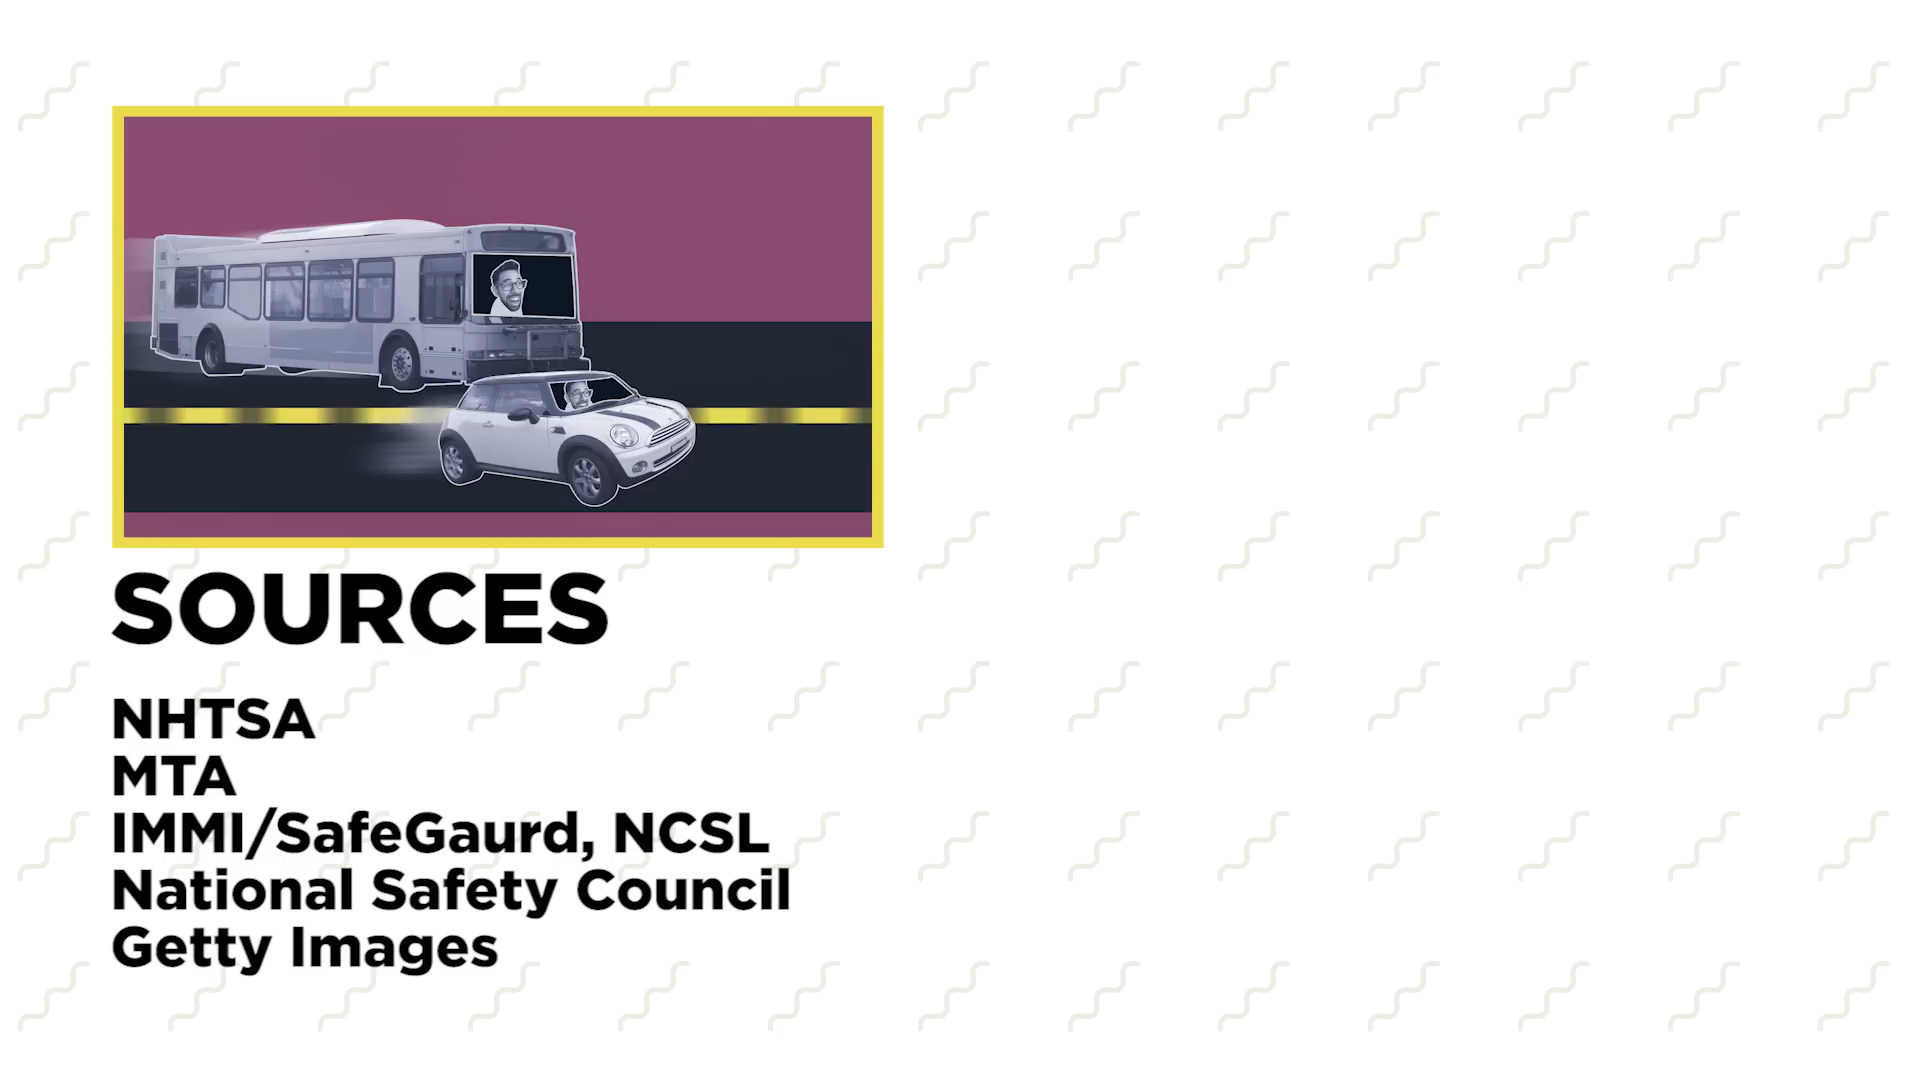 SOURCES
NHTSA
MTA
IMMI/SafeGaurd, NCSL
National Safety Council
Getty Images